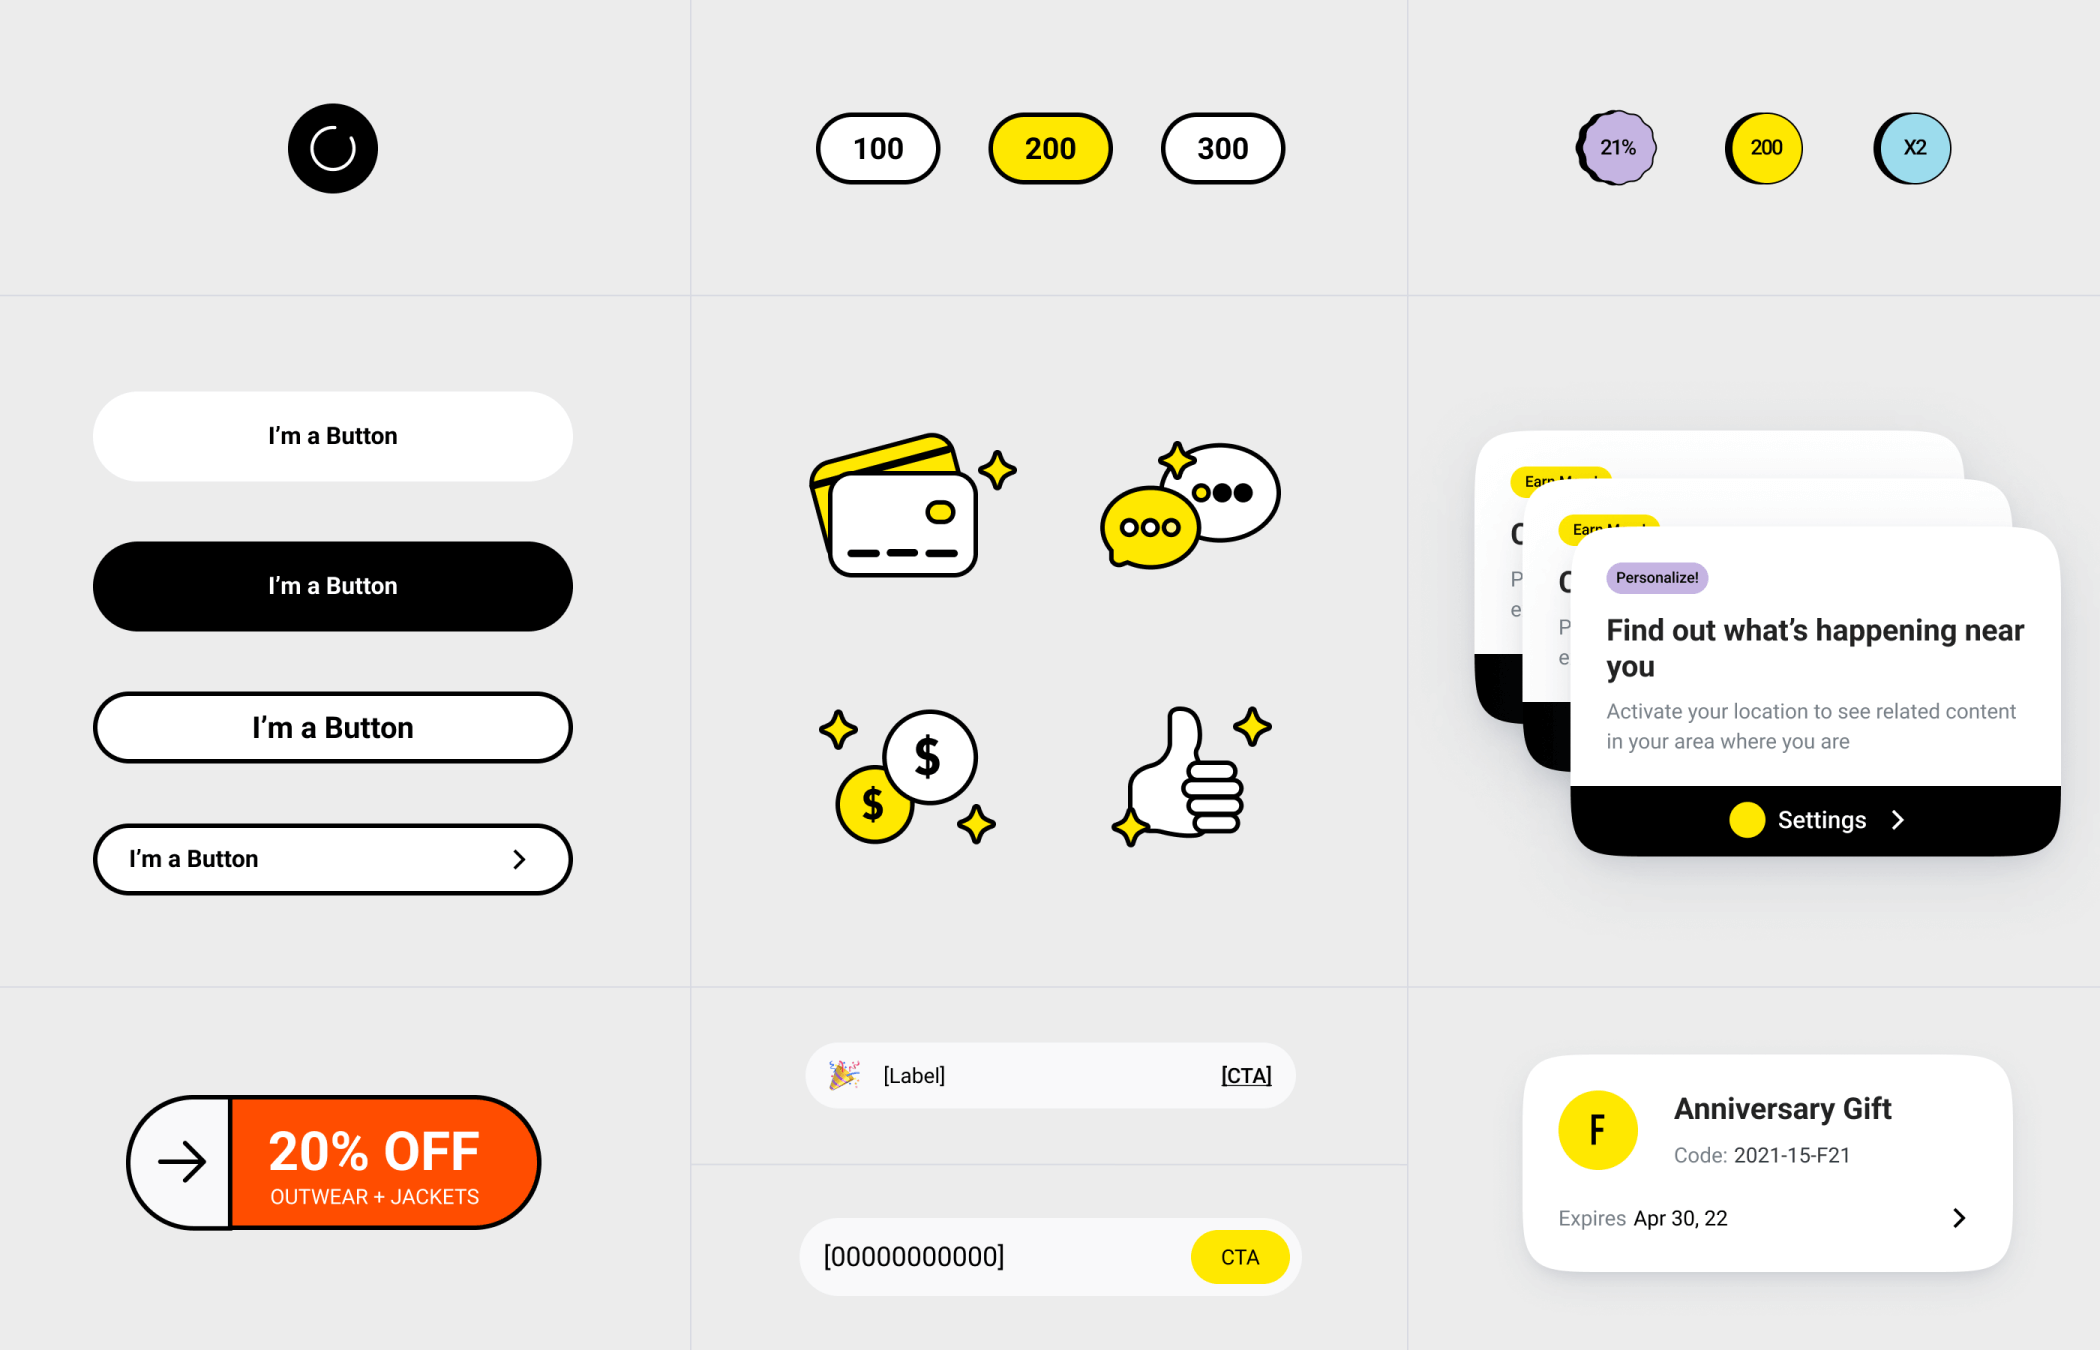 100
200
300
21%
200
X2
I’m a Button
I’m a Button
I’m a Button
I’m a Button
$
$
Earn
Earn
Personalize!
Find out what’s happening near
you
Activate your location to see related content
in your area where you are
Settings
20% OFF
OUTWEAR + JACKETS
[Label]
[CTA]
[00000000000]
CTA
F
Anniversary Gift
Code: 2021-15-F21
Expires Apr 30, 22